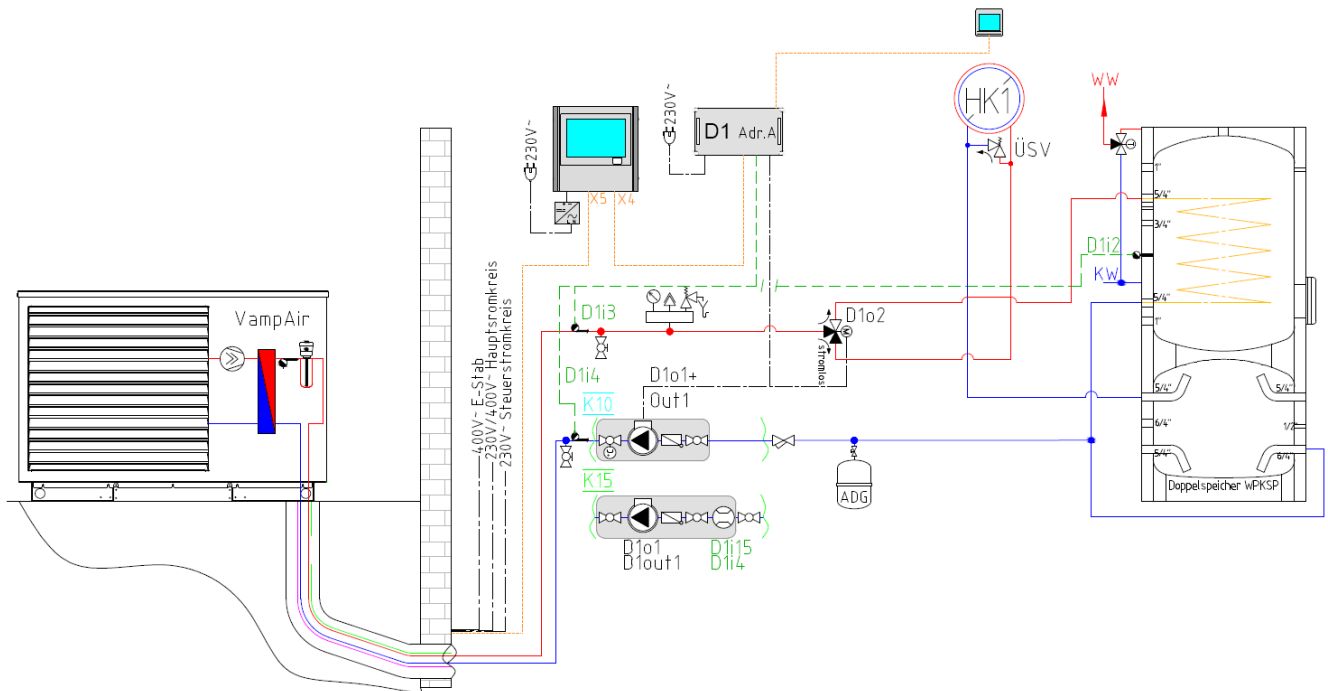 VampAir
230V~
X5
X4
230V~
D1 Adr.A
HK1
ÜSV
WW
KW
D1i2
D1i3
D1i4
D1o2
stromlos
D1o1+
Out1
K10
K15
D1o1
D1out1
D1i15
D1i4
ADG
400V~ E-Stab
230V/400V~ Hauptsromkreis
230V~ Steuerstromkreis
1"
5/4"
3/4"
5/4"
1"
5/4"
5/4"
6/4"
1/2"
5/4"
6/4"
Doppelspeicher WPKSP
M